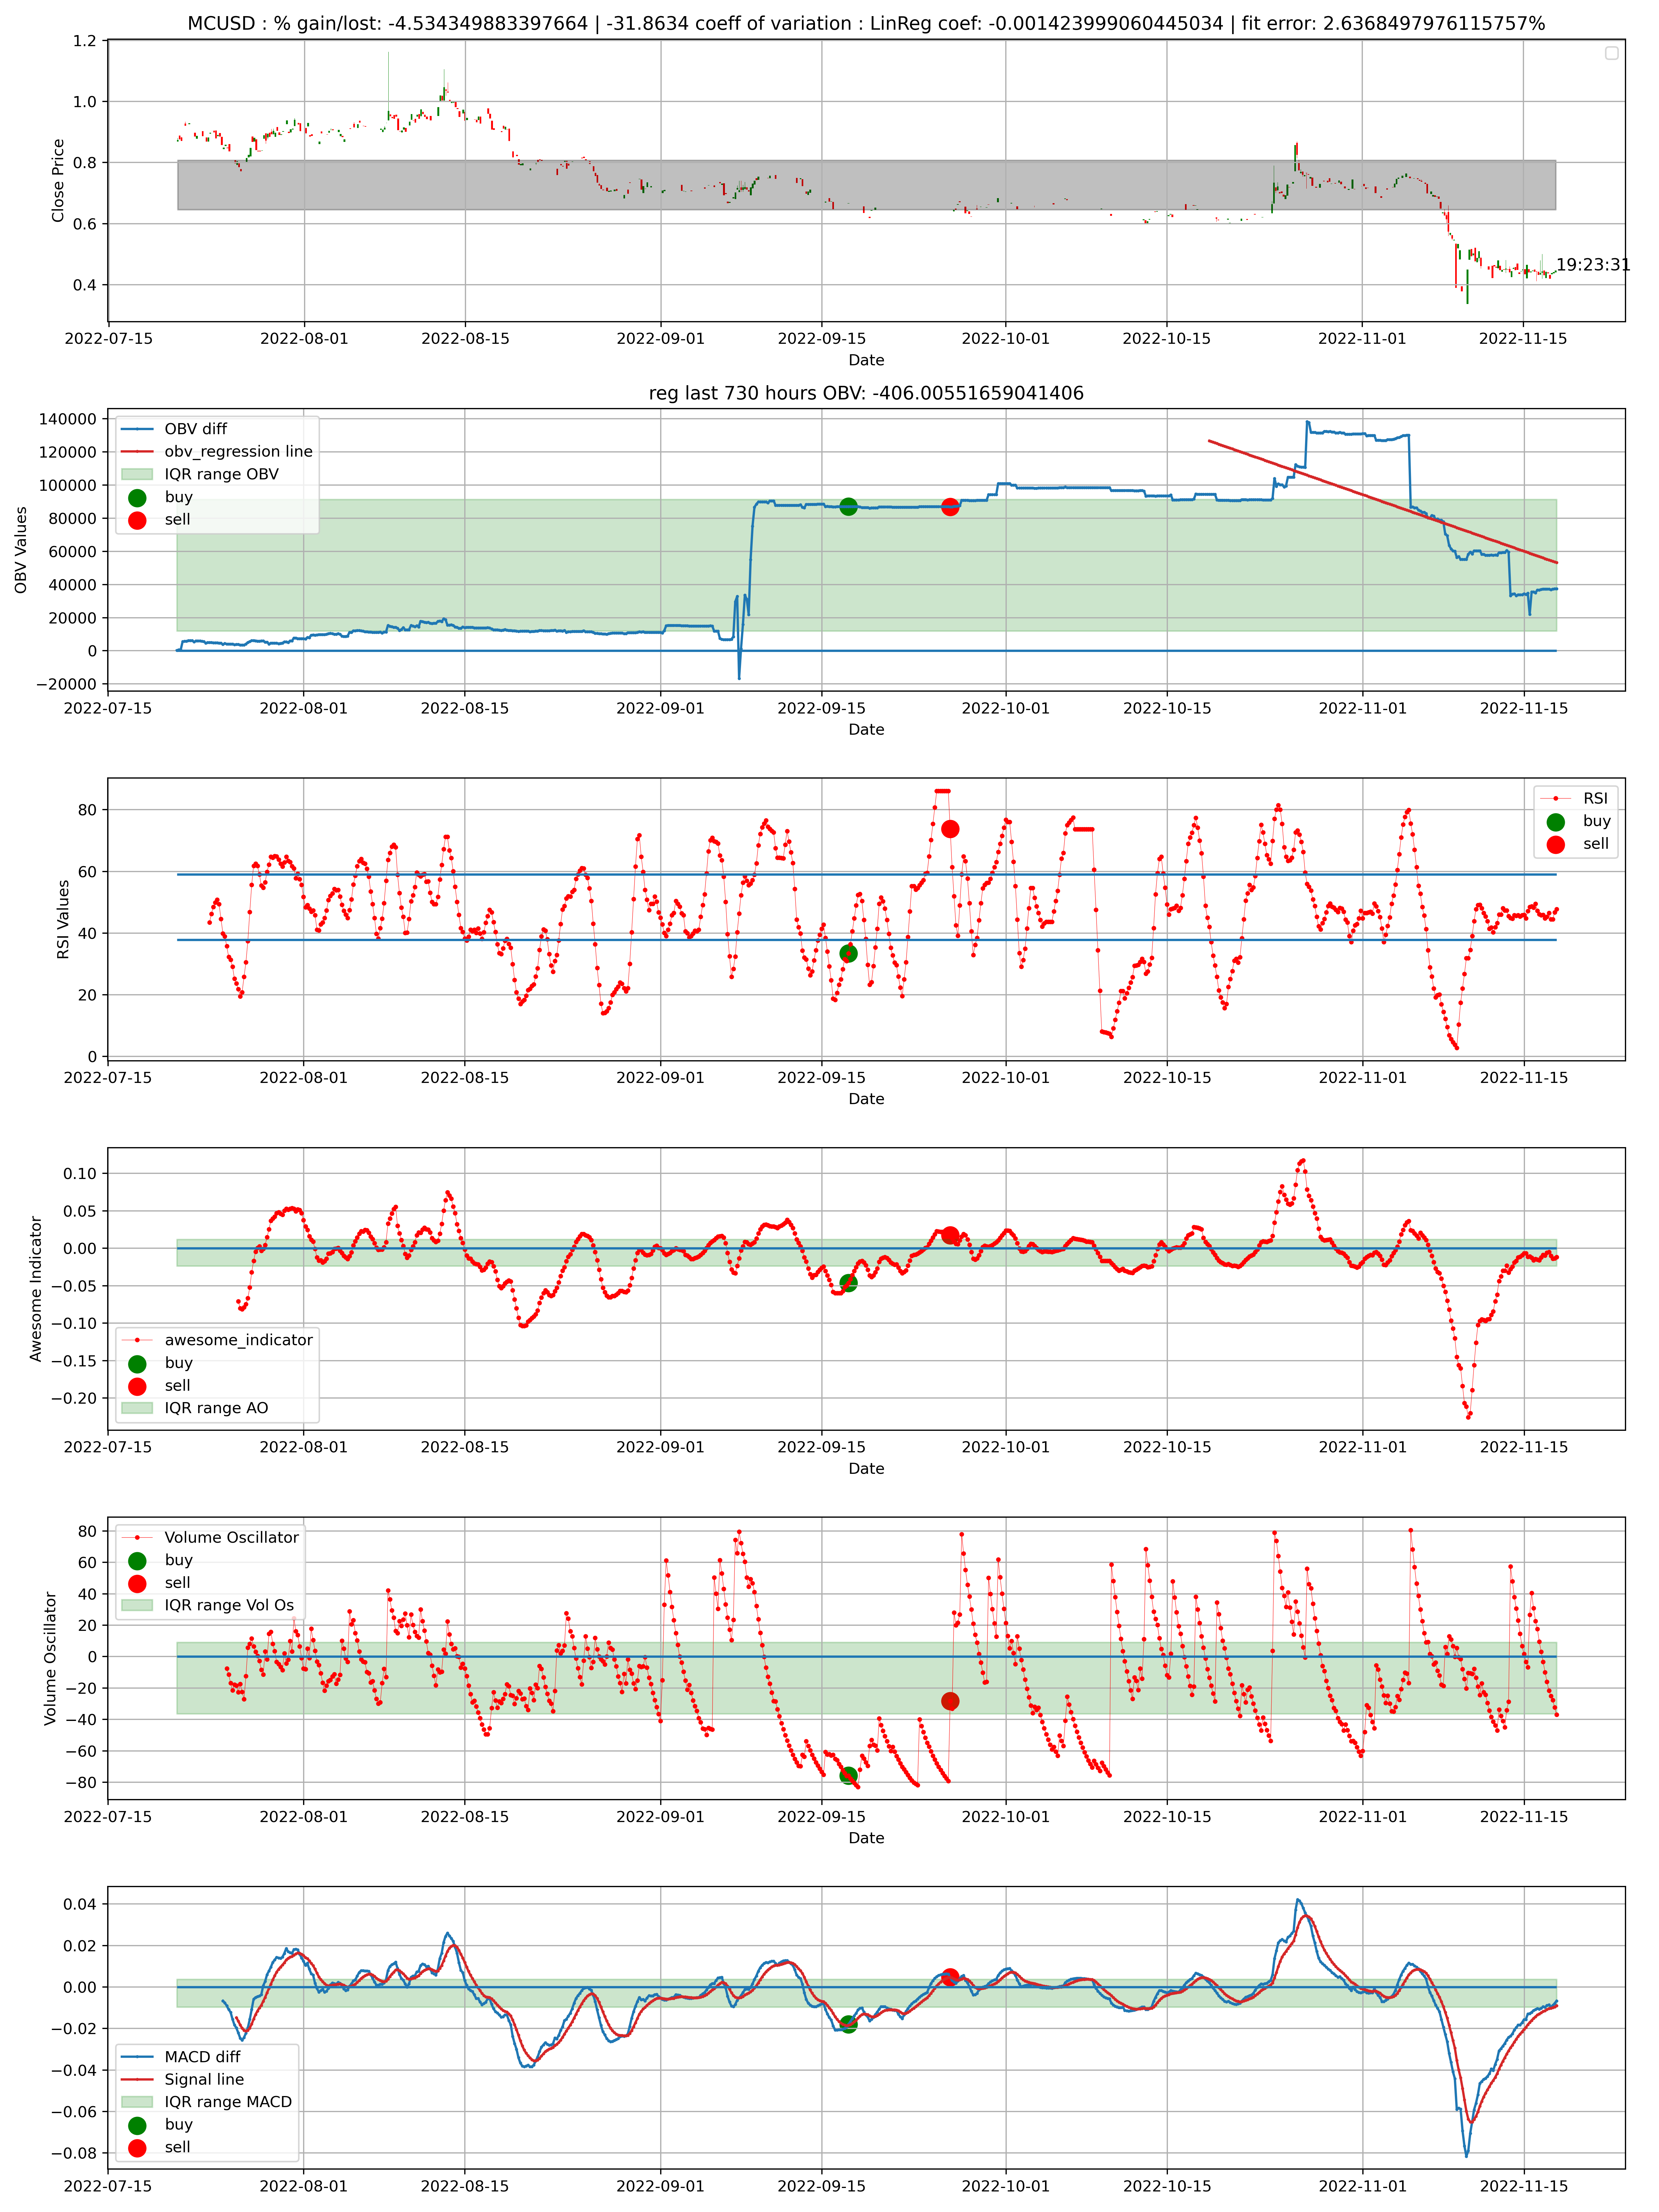 MCUSD : % gain/lost: -4.534349883397664 | -31.8634 coeff of variation : LinReg coef: -0.001423999060445034 | fit error: 2.6368497976115757%
1.2
1.0
0.8
0.6
0.4
Close Price
19:23:31
2022-07-15 2022-08-01 2022-08-15 2022-09-01 2022-09-15 2022-10-01 2022-10-15 2022-11-01 2022-11-15
Date
reg last 730 hours OBV: -406.00551659041406
140000
120000
100000
80000
60000
40000
20000
0
−20000
OBV Values
OBV diff
obv_regression line
IQR range OBV
buy
sell
2022-07-15 2022-08-01 2022-08-15 2022-09-01 2022-09-15 2022-10-01 2022-10-15 2022-11-01 2022-11-15
Date
80
60
40
20
0
RSI Values
RSI
buy
sell
2022-07-15 2022-08-01 2022-08-15 2022-09-01 2022-09-15 2022-10-01 2022-10-15 2022-11-01 2022-11-15
Date
0.10
0.05
0.00
−0.05
−0.10
−0.15
−0.20
Awesome Indicator
awesome_indicator
buy
sell
IQR range AO
2022-07-15 2022-08-01 2022-08-15 2022-09-01 2022-09-15 2022-10-01 2022-10-15 2022-11-01 2022-11-15
Date
80
60
40
20
0
−20
−40
−60
−80
Volume Oscillator
Volume Oscillator
buy
sell
IQR range Vol Os
2022-07-15 2022-08-01 2022-08-15 2022-09-01 2022-09-15 2022-10-01 2022-10-15 2022-11-01 2022-11-15
Date
0.04
0.02
0.00
−0.02
−0.04
−0.06
−0.08
MACD diff
Signal line
IQR range MACD
buy
sell
2022-07-15 2022-08-01 2022-08-15 2022-09-01 2022-09-15 2022-10-01 2022-10-15 2022-11-01 2022-11-15